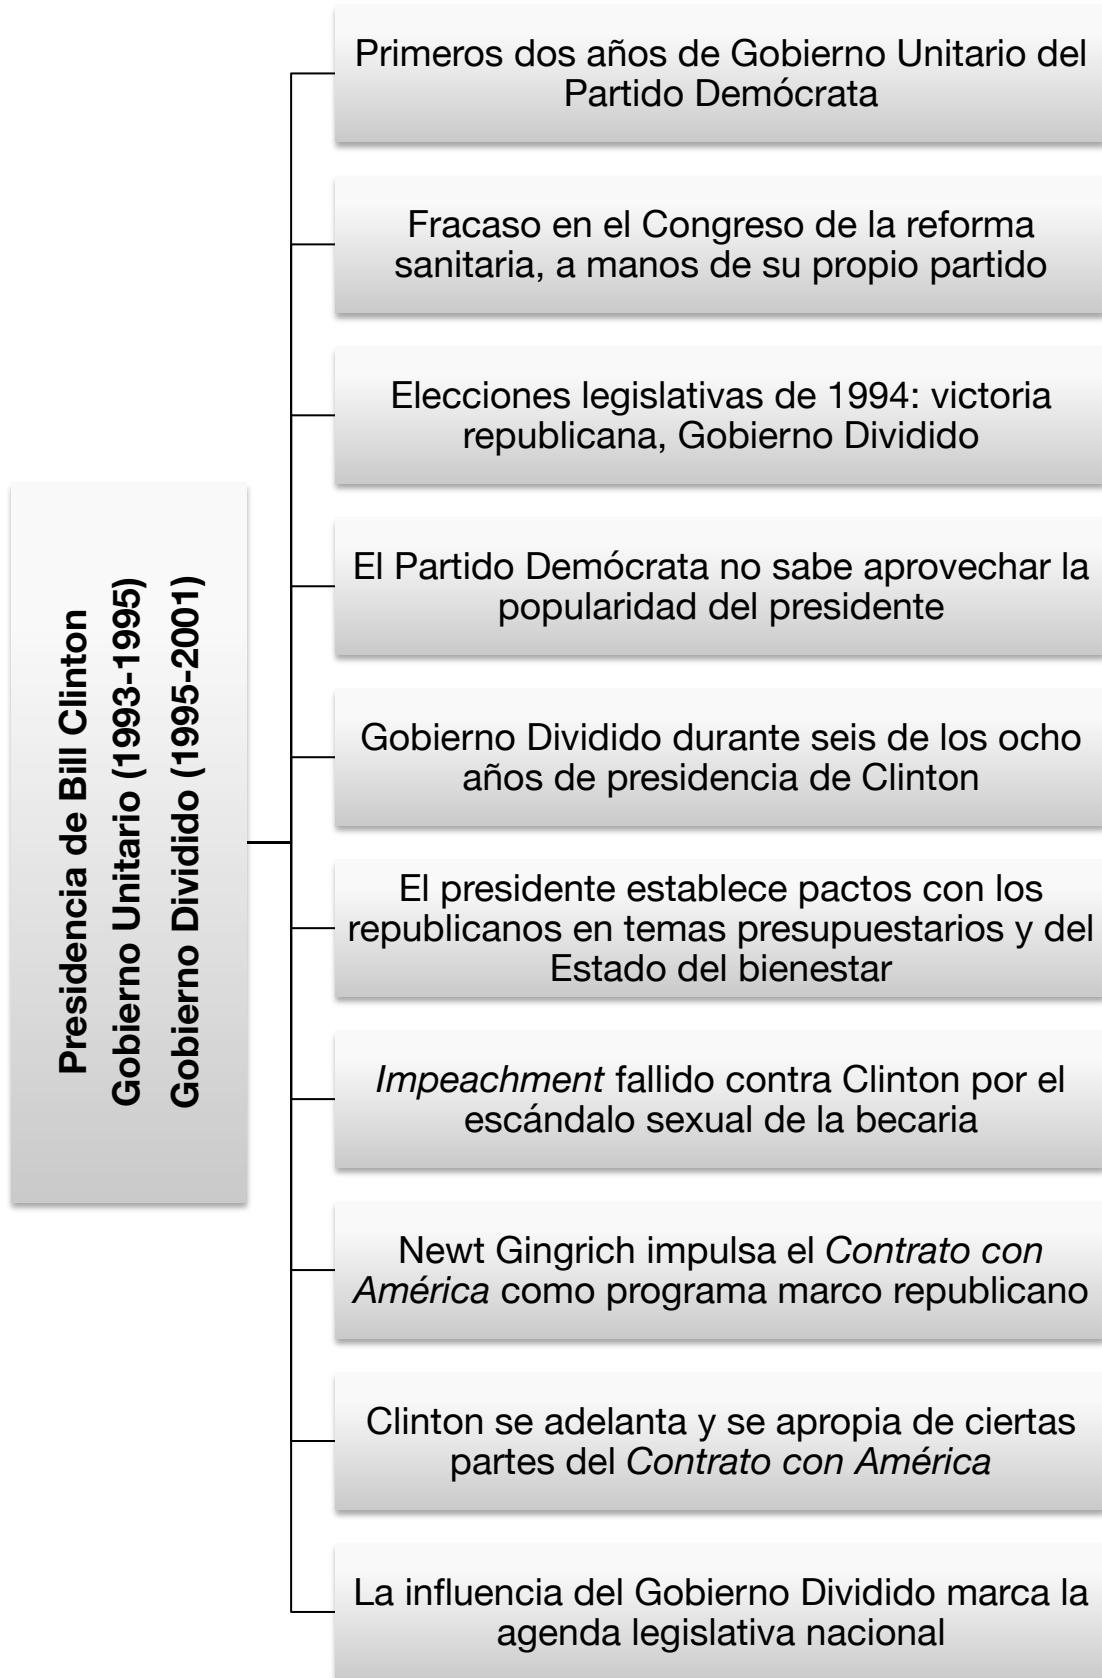 Presidencia de Bill Clinton
Gobierno Unitario (1993-1995)
Gobierno Dividido (1995-2001)
Primeros dos años de Gobierno Unitario del
Partido Demócrata
Fracaso en el Congreso de la reforma
sanitaria, a manos de su propio partido
Elecciones legislativas de 1994: victoria
republicana, Gobierno Dividido
El Partido Demócrata no sabe aprovechar la
popularidad del presidente
Gobierno Dividido durante seis de los ocho
años de presidencia de Clinton
El presidente establece pactos con los
republicanos en temas presupuestarios y del
Estado del bienestar
Impeachment fallido contra Clinton por el
escándalo sexual de la becaria
Newt Gingrich impulsa el Contrato con
América como programa marco republicano
Clinton se adelanta y se apropia de ciertas
partes del Contrato con América
La influencia del Gobierno Dividido marca la
agenda legislativa nacional